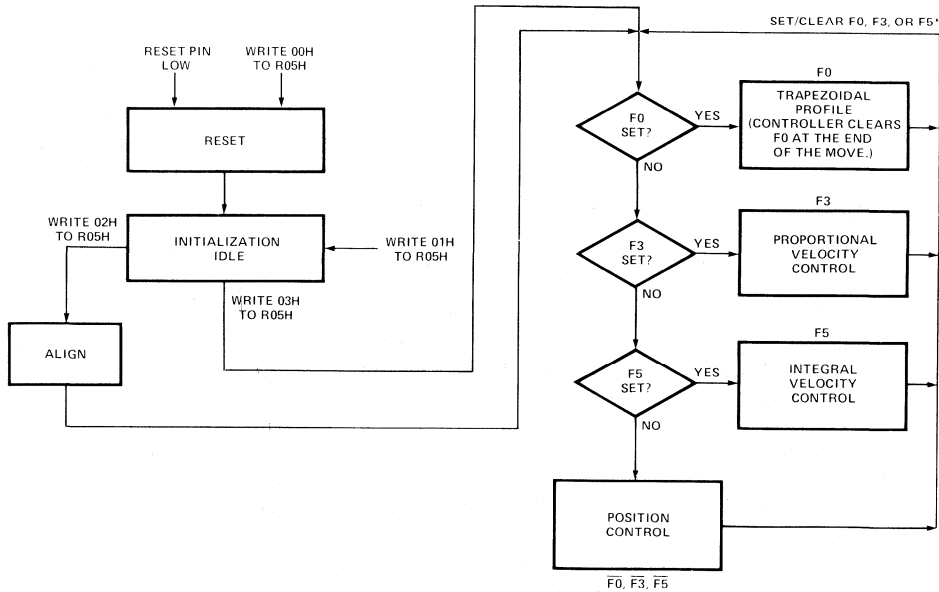 RESET PIN
LOW
WRITE 00H
TO R05H
RESET
WRITE 02H
TO R05H
INITIALIZATION
IDLE
WRITE 01H
TO R05H
WRITE 03H
TO R05H
ALIGN
SET/CLEAR F0, F3, OR F5*
F0
SET?
YES
NO
F0
TRAPEZOIDAL
PROFILE
(CONTROLLER CLEARS
F0 AT THE END
OF THE MOVE.)
F3
SET?
YES
NO
F3
PROPORTIONAL
VELOCITY
CONTROL
F5
SET?
YES
NO
F5
INTEGRAL
VELOCITY
CONTROL
POSITION
CONTROL
F̅0̅, F̅3̅, F̅5̅